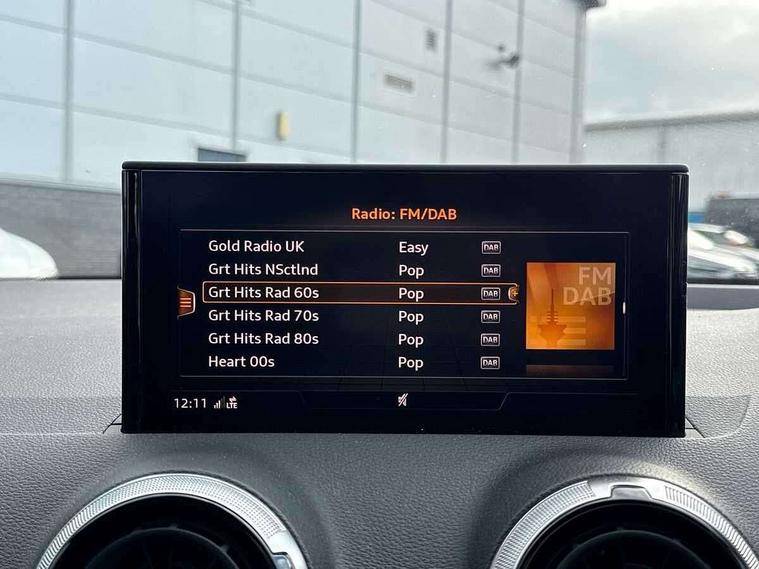 Radio: FM/DAB
Gold Radio UK Easy DAB
Grt Hits NSctlnd Pop DAB
Grt Hits Rad 60s Pop DAB
Grt Hits Rad 70s Pop DAB
Grt Hits Rad 80s Pop DAB
Heart 00s Pop DAB
FM
DAB
12:11 LTE